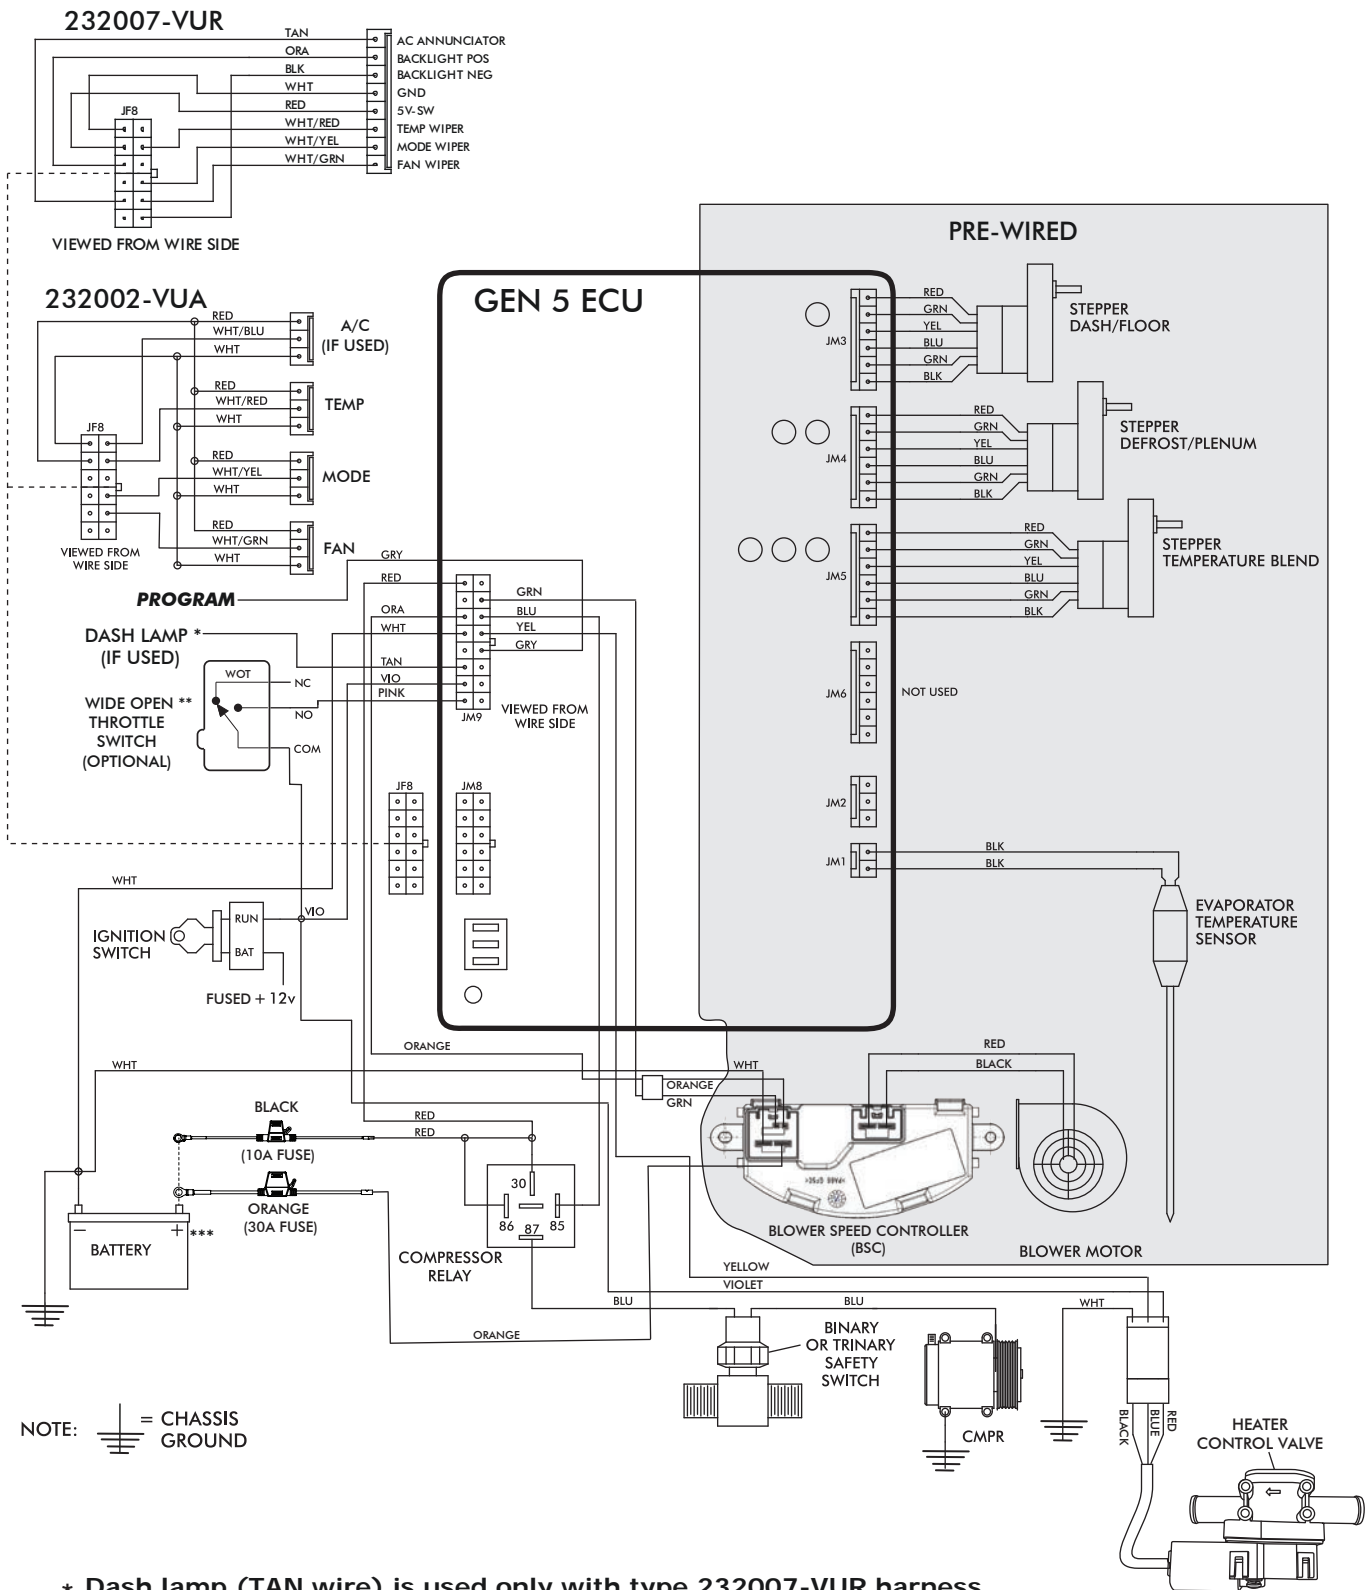 232007-VUR
TAN
ORA
BLK
WHT
RED
WHT/RED
WHT/YEL
WHT/GRN
AC ANNUNCIATOR
BACKLIGHT POS
BACKLIGHT NEG
GND
5V-SW
TEMP WIPER
MODE WIPER
FAN WIPER
JF8
VIEWED FROM WIRE SIDE
232002-VUA
RED
WHT/BLU
WHT
A/C
(IF USED)
RED
WHT/RED
WHT
TEMP
JF8
RED
WHT/YEL
WHT
MODE
RED
WHT/GRN
WHT
FAN
VIEWED FROM
WIRE SIDE
PROGRAM
GRY
RED
ORA
WHT
TAN
VIO
PINK
GRN
BLU
YEL
GRY
JM9
VIEWED FROM
WIRE SIDE
DASH LAMP *
(IF USED)
WOT
NC
NO
COM
WIDE OPEN **
THROTTLE
SWITCH
(OPTIONAL)
GEN 5 ECU
JF8
JM8
PRE-WIRED
JM3
RED
GRN
YEL
BLU
GRN
BLK
STEPPER
DASH/FLOOR
JM4
RED
GRN
YEL
BLU
GRN
BLK
STEPPER
DEFROST/PLENUM
JM5
RED
GRN
YEL
BLU
GRN
BLK
STEPPER
TEMPERATURE BLEND
JM6
NOT USED
JM2
JM1
BLK
BLK
EVAPORATOR
TEMPERATURE
SENSOR
WHT
IGNITION
SWITCH
RUN
BAT
VIO
FUSED + 12v
ORANGE
WHT
WHT
ORANGE
GRN
RED
BLACK
BLACK
(10A FUSE)
RED
RED
ORANGE
(30A FUSE)
BATTERY
−
+ ***
30
86
87
85
COMPRESSOR
RELAY
>PA66 GF50<
BLOWER SPEED CONTROLLER
(BSC)
BLOWER MOTOR
YELLOW
VIOLET
BLU
BLU
WHT
ORANGE
BINARY
OR TRINARY
SAFETY
SWITCH
CMPR
BLACK
BLUE
RED
HEATER
CONTROL VALVE
NOTE:
= CHASSIS
GROUND
* Dash lamp (TAN wire) is used only with type 232007-VUR harness